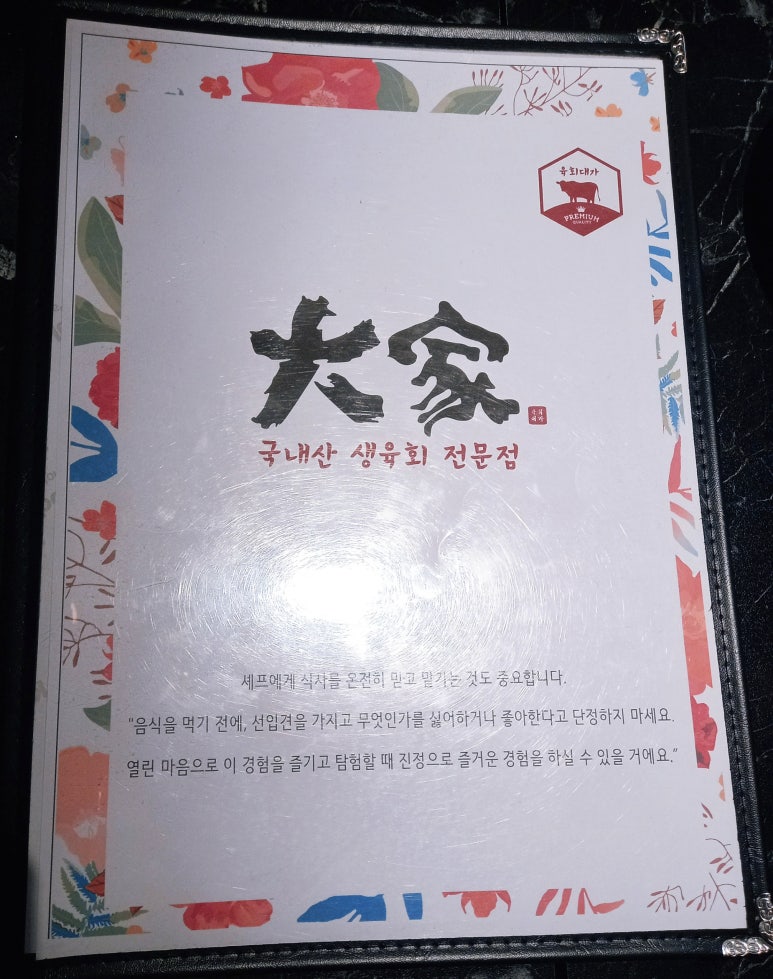 육회대가
PREMIUM
QUALITY
大家
국내산 생육회 전문점
셰프에게 식사를 온전히 믿고 맡기는 것도 중요합니다.
"음식을 먹기 전에, 선입견을 가지고 무엇인가를 싫어하거나 좋아한다고 단정하지 마세요.
열린 마음으로 이 경험을 즐기고 탐험할 때 진정으로 즐거운 경험을 하실 수 있을 거에요."